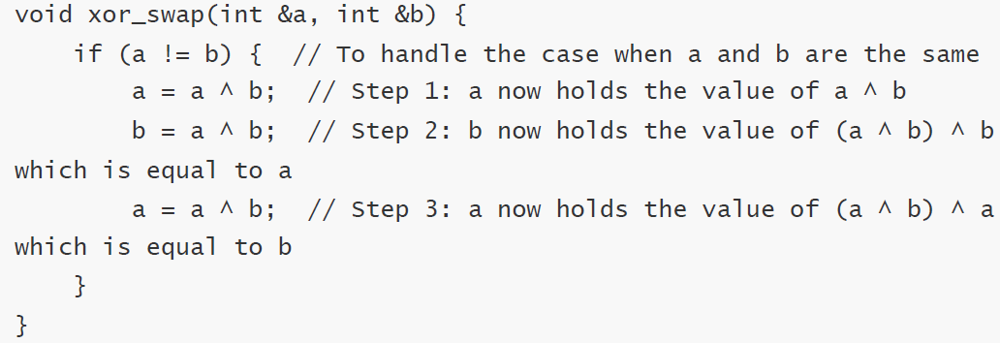 void xor_swap(int &a, int &b) {
    if (a != b) {  // To handle the case when a and b are the same
        a = a ^ b;  // Step 1: a now holds the value of a ^ b
        b = a ^ b;  // Step 2: b now holds the value of (a ^ b) ^ b
which is equal to a
        a = a ^ b;  // Step 3: a now holds the value of (a ^ b) ^ a
which is equal to b
    }
}